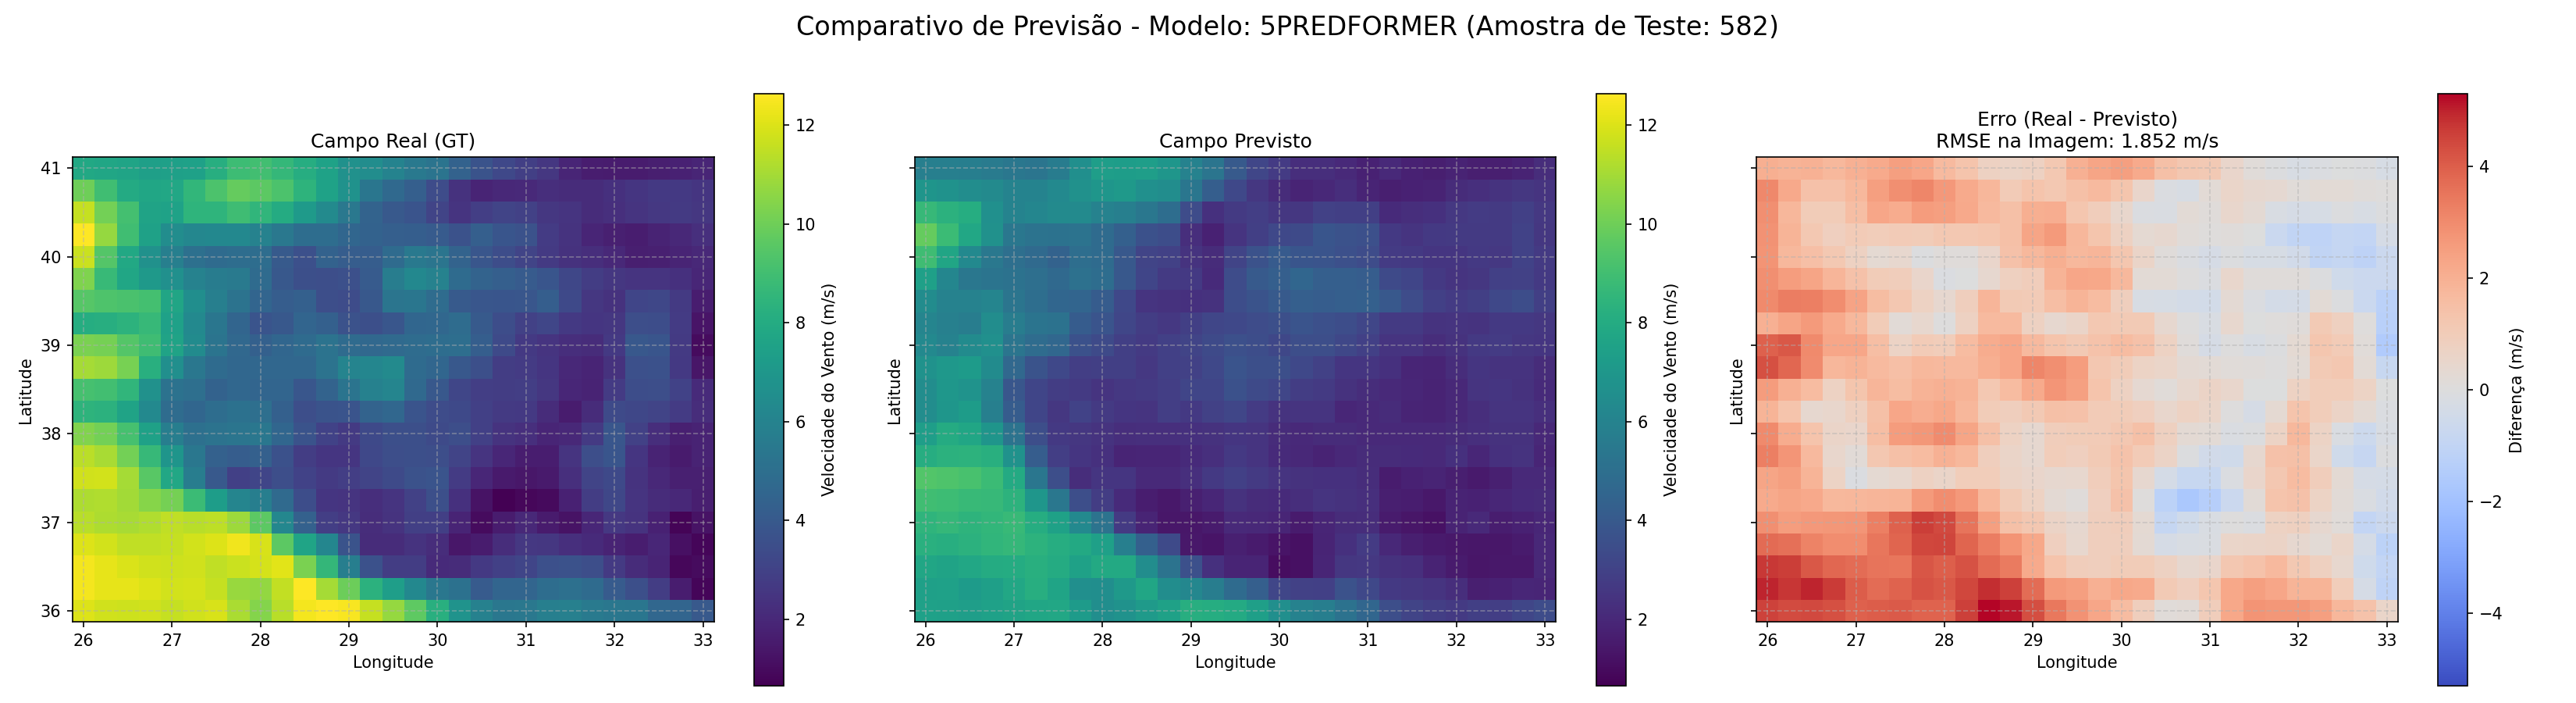 Comparativo de Previsão - Modelo: 5PREDFORMER (Amostra de Teste: 582)
Campo Real (GT)
41
40
39
38
37
36
Latitude
26 27 28 29 30 31 32 33
Longitude
12
10
8
6
4
2
Velocidade do Vento (m/s)
Campo Previsto
Latitude
26 27 28 29 30 31 32 33
Longitude
12
10
8
6
4
2
Velocidade do Vento (m/s)
Erro (Real - Previsto)
RMSE na Imagem: 1.852 m/s
Latitude
26 27 28 29 30 31 32 33
Longitude
4
2
0
−2
−4
Diferença (m/s)